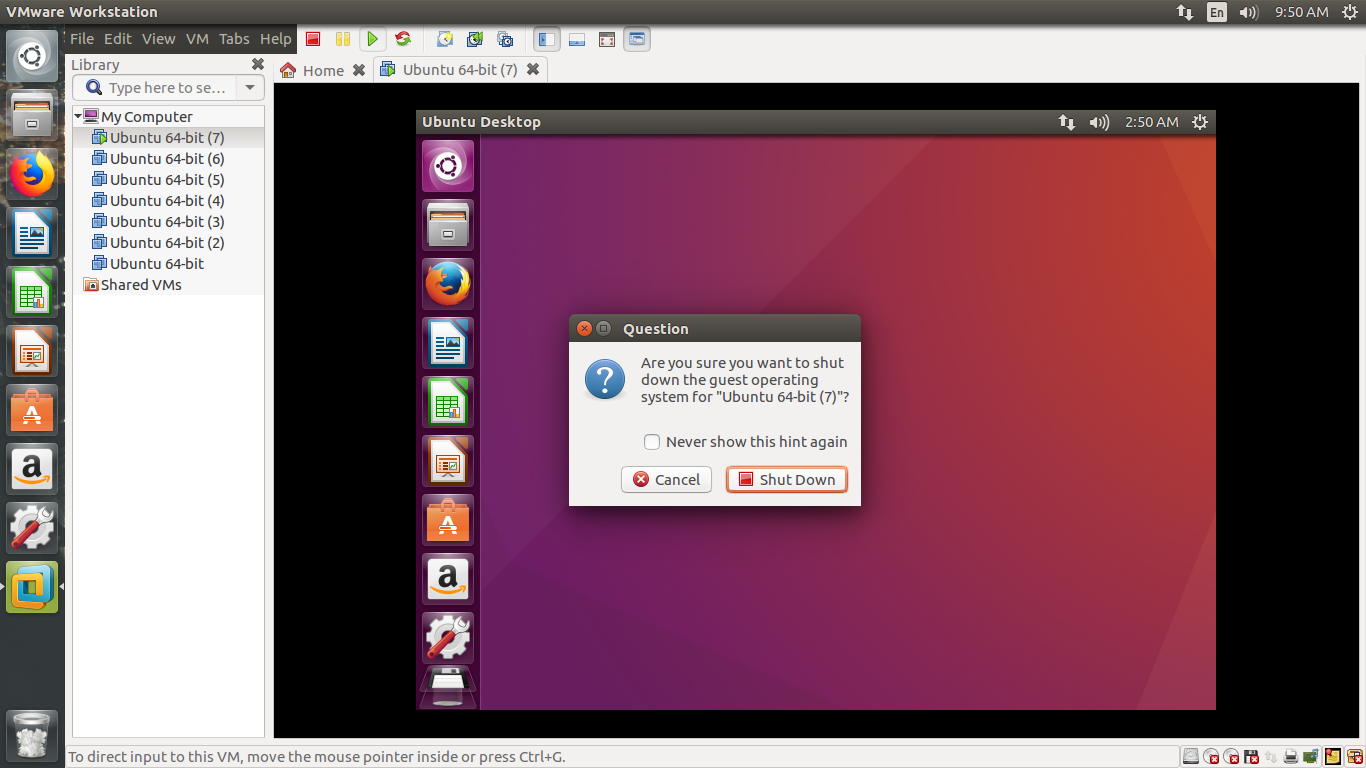 VMware Workstation
En
9:50 AM
File Edit View VM Tabs Help
Library
Type here to se...
Home
Ubuntu 64-bit (7)
My Computer
Ubuntu 64-bit (7)
Ubuntu 64-bit (6)
Ubuntu 64-bit (5)
Ubuntu 64-bit (4)
Ubuntu 64-bit (3)
Ubuntu 64-bit (2)
Ubuntu 64-bit
Shared VMs
Ubuntu Desktop
2:50 AM
Question
Are you sure you want to shut
down the guest operating
system for "Ubuntu 64-bit (7)"?
Never show this hint again
Cancel
Shut Down
To direct input to this VM, move the mouse pointer inside or press Ctrl+G.